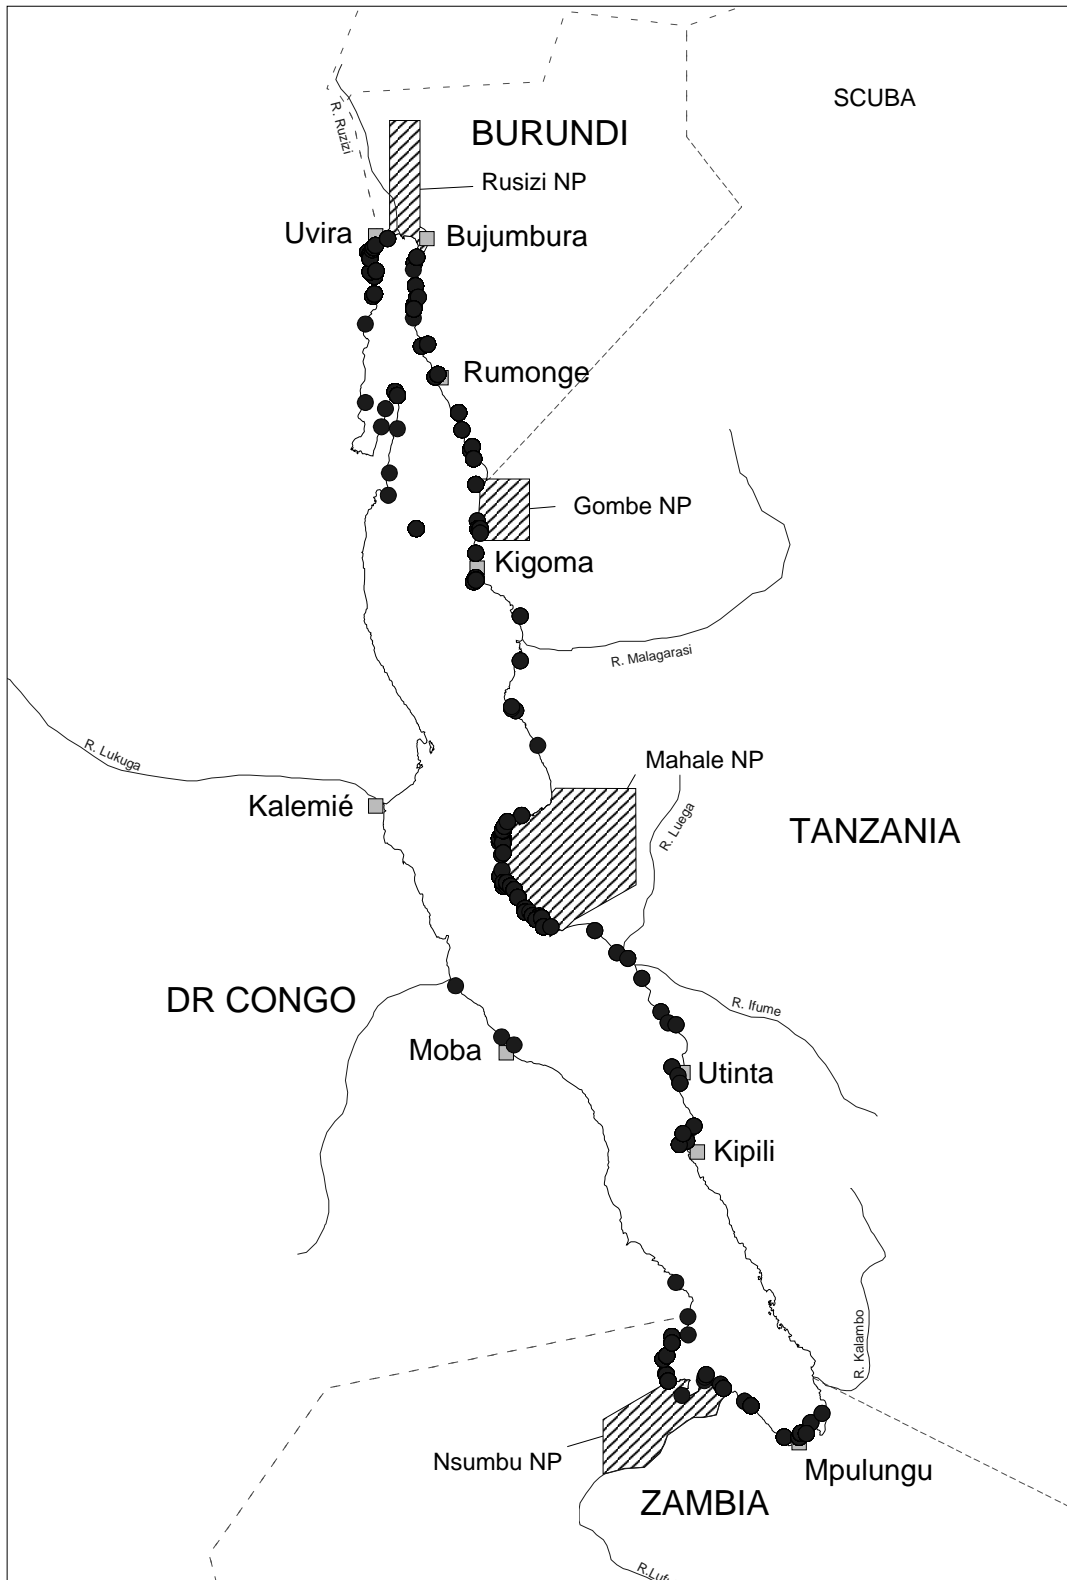 SCUBA
R. Ruzizi
BURUNDI
Rusizi NP
Uvira
Bujumbura
Rumonge
Gombe NP
Kigoma
R. Malagarasi
R. Lukuga
Mahale NP
Kalemié
R. Luega
TANZANIA
DR CONGO
R. Ifume
Moba
Utinta
Kipili
R. Kalambo
Nsumbu NP
Mpulungu
ZAMBIA